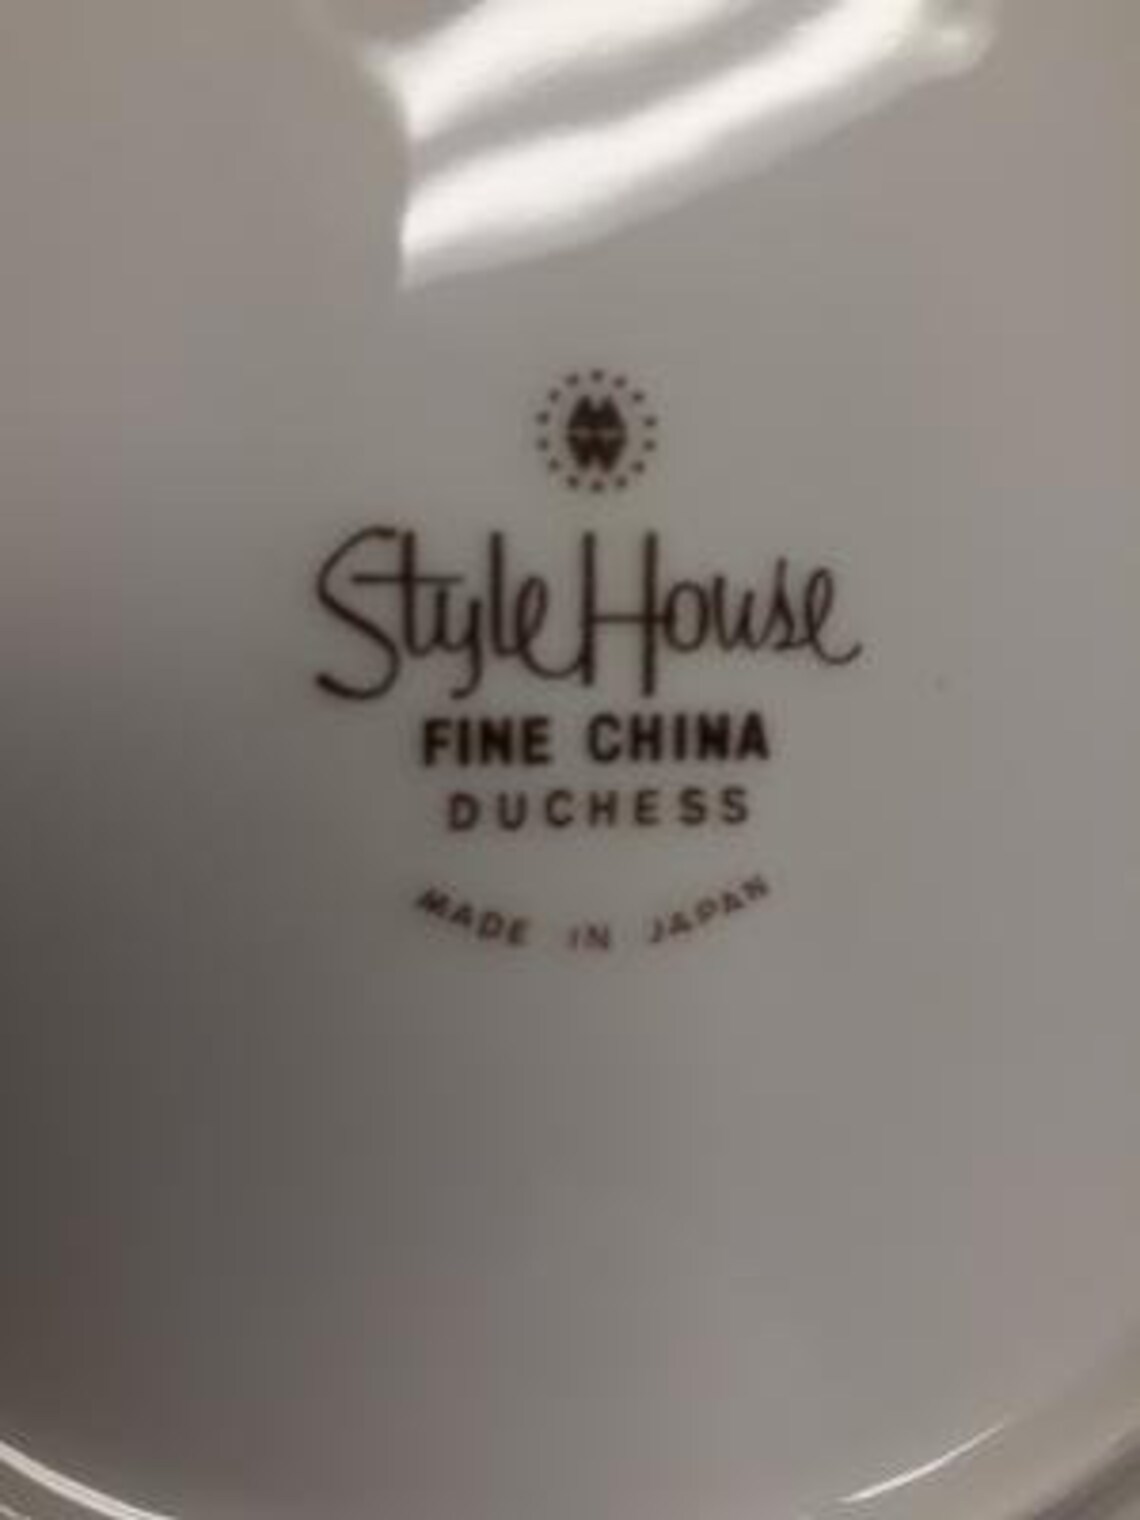 M
W
Style House
FINE CHINA
DUCHESS
MADE IN JAPAN